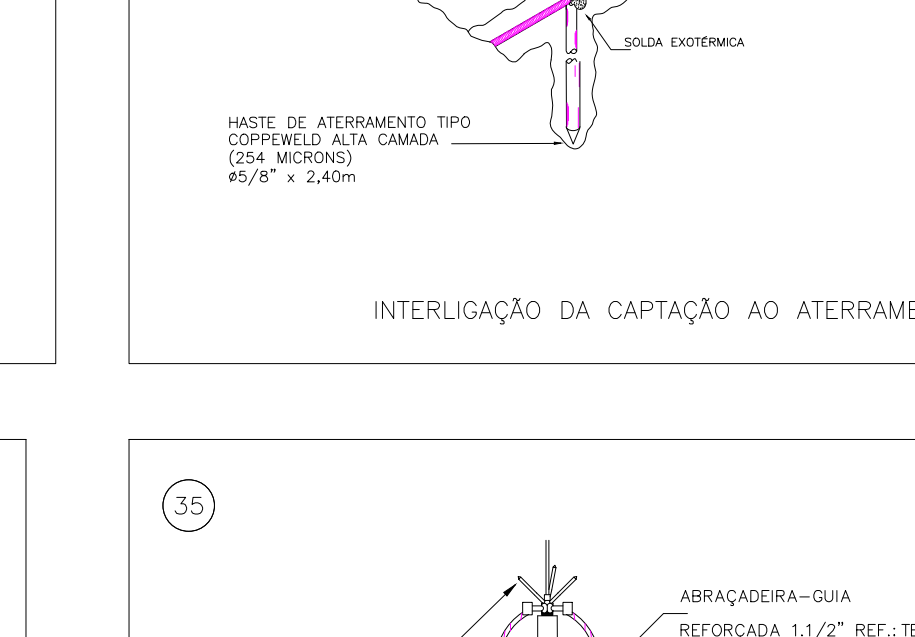 SOLDA EXOTÉRMICA
HASTE DE ATERRAMENTO TIPO
COPPEWELD ALTA CAMADA
(254 MICRONS)
ø5/8" x 2,40m
INTERLIGAÇÃO DA CAPTAÇÃO AO ATERRAME
35
ABRAÇADEIRA-GUIA
REFORÇADA 1.1/2" REF.: TE